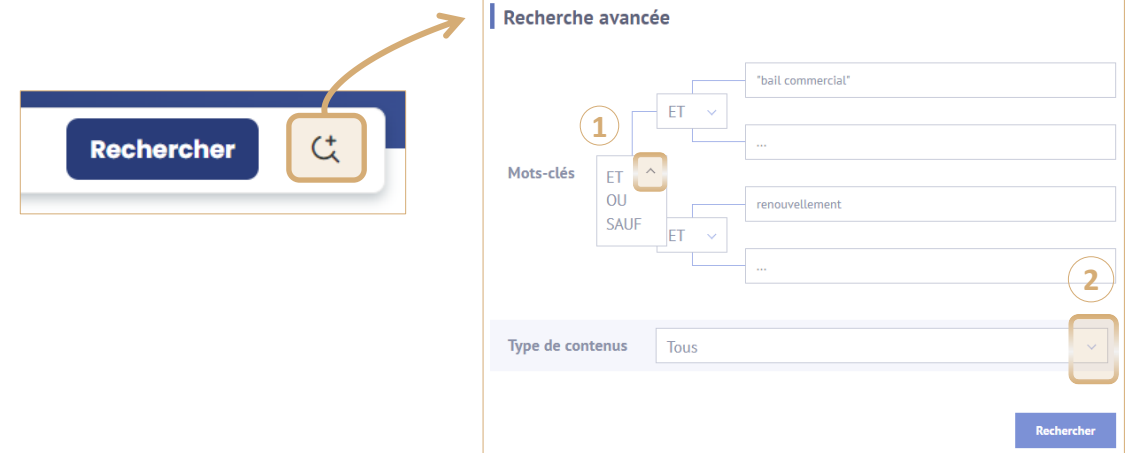 Rechercher
Recherche avancée
Mots-clés
1
ET
OU
SAUF
ET
"bail commercial"
...
ET
renouvellement
...
2
Type de contenus
Tous
Rechercher